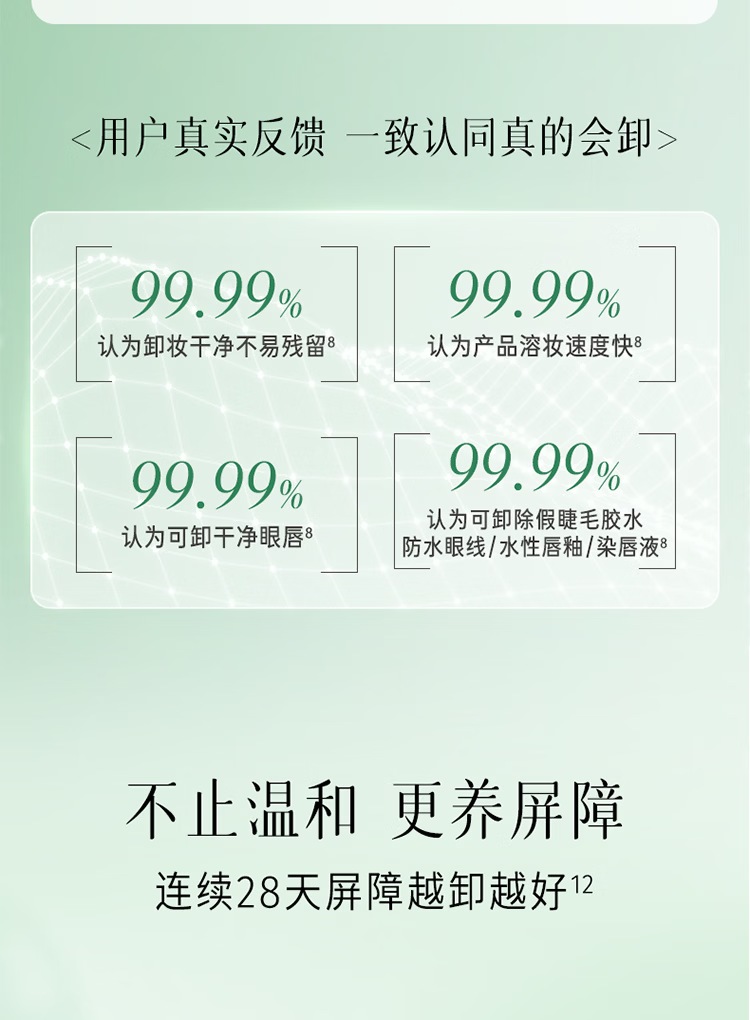 <用户真实反馈 一致认同真的会卸>
99.99%
认为卸妆干净不易残留⁸
99.99%
认为产品溶妆速度快⁸
99.99%
认为可卸干净眼唇⁸
99.99%
认为可卸除假睫毛胶水
防水眼线/水性唇釉/染唇液⁸
不止温和 更养屏障
连续28天屏障越卸越好¹²